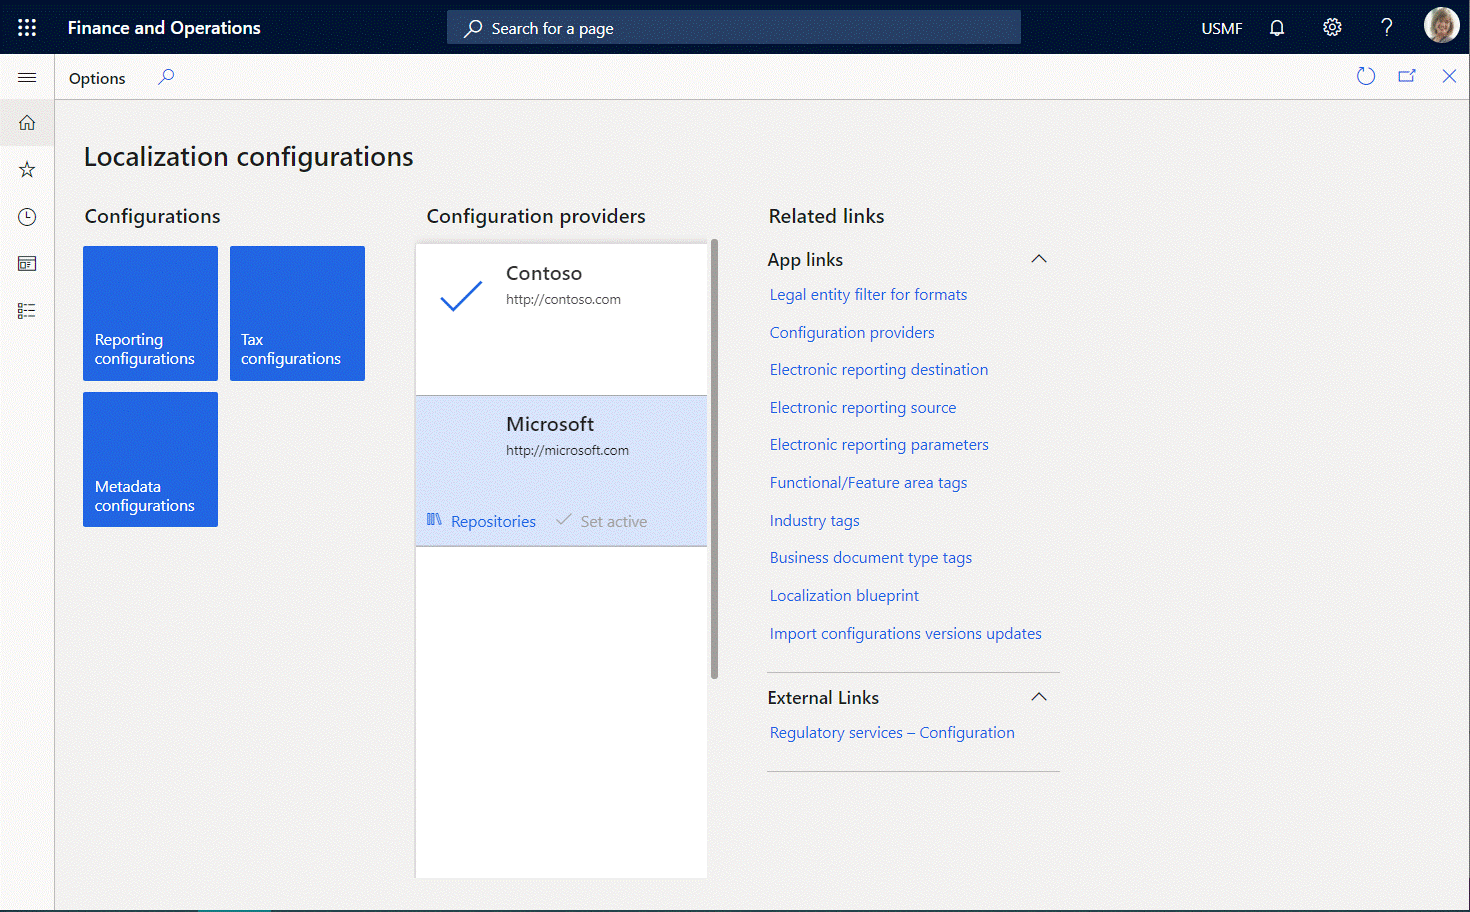 Finance and Operations
Search for a page
USMF
Options
Localization configurations
Configurations
Reporting
configurations
Tax
configurations
Metadata
configurations
Configuration providers
Contoso
http://contoso.com
Microsoft
http://microsoft.com
Repositories
Set active
Related links
App links
Legal entity filter for formats
Configuration providers
Electronic reporting destination
Electronic reporting source
Electronic reporting parameters
Functional/Feature area tags
Industry tags
Business document type tags
Localization blueprint
Import configurations versions updates
External Links
Regulatory services – Configuration